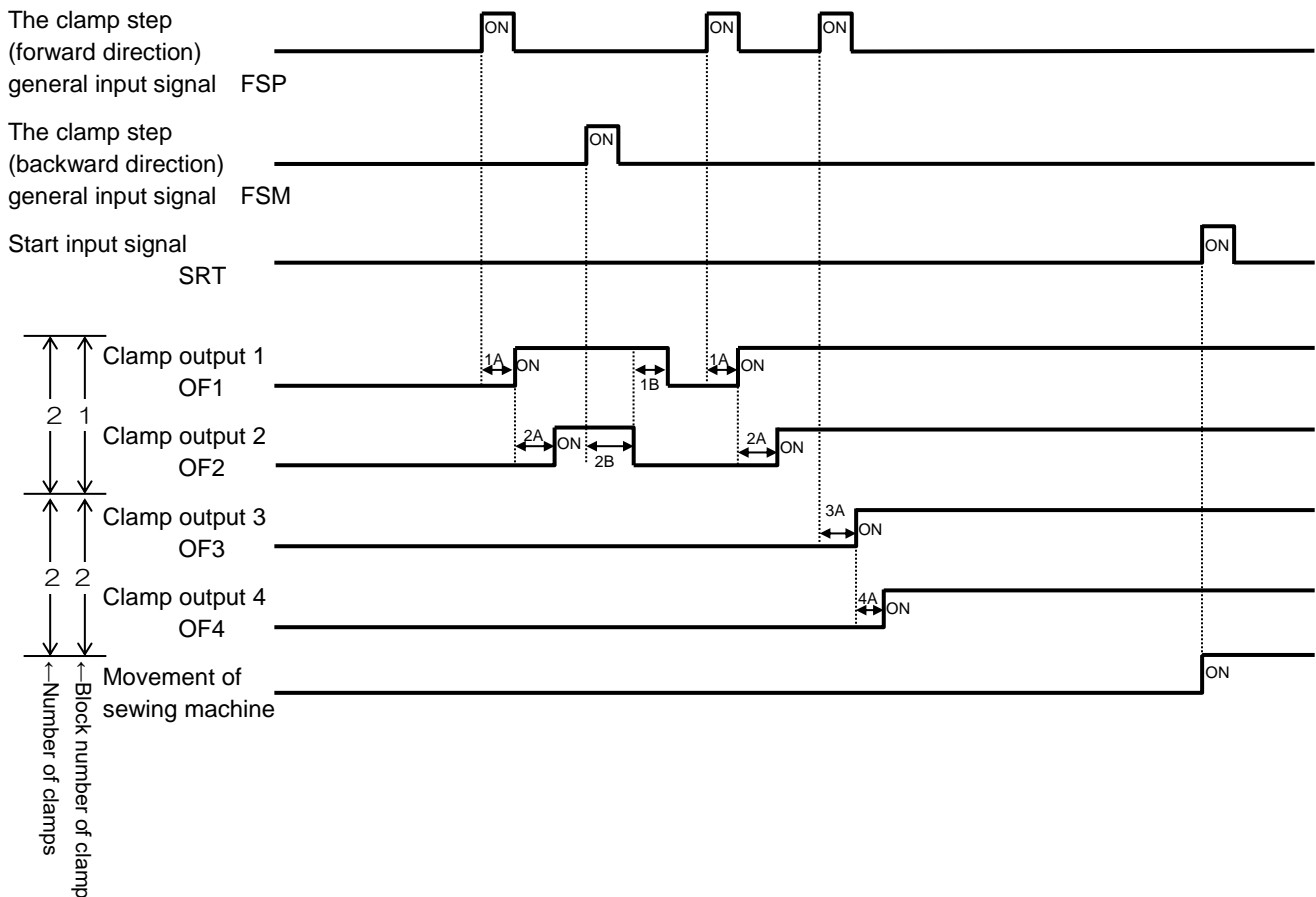 The clamp step
(forward direction)
general input signal FSP
ON
ON
ON
The clamp step
(backward direction)
general input signal FSM
ON
Start input signal
SRT
ON
Clamp output 1
OF1
1A
ON
1B
1A
ON
2 1
Clamp output 2
OF2
2A
ON
2B
2A
ON
Clamp output 3
OF3
3A
ON
2 2
Clamp output 4
OF4
4A
ON
Movement of
sewing machine
ON
←Block number of clamp
←Number of clamps